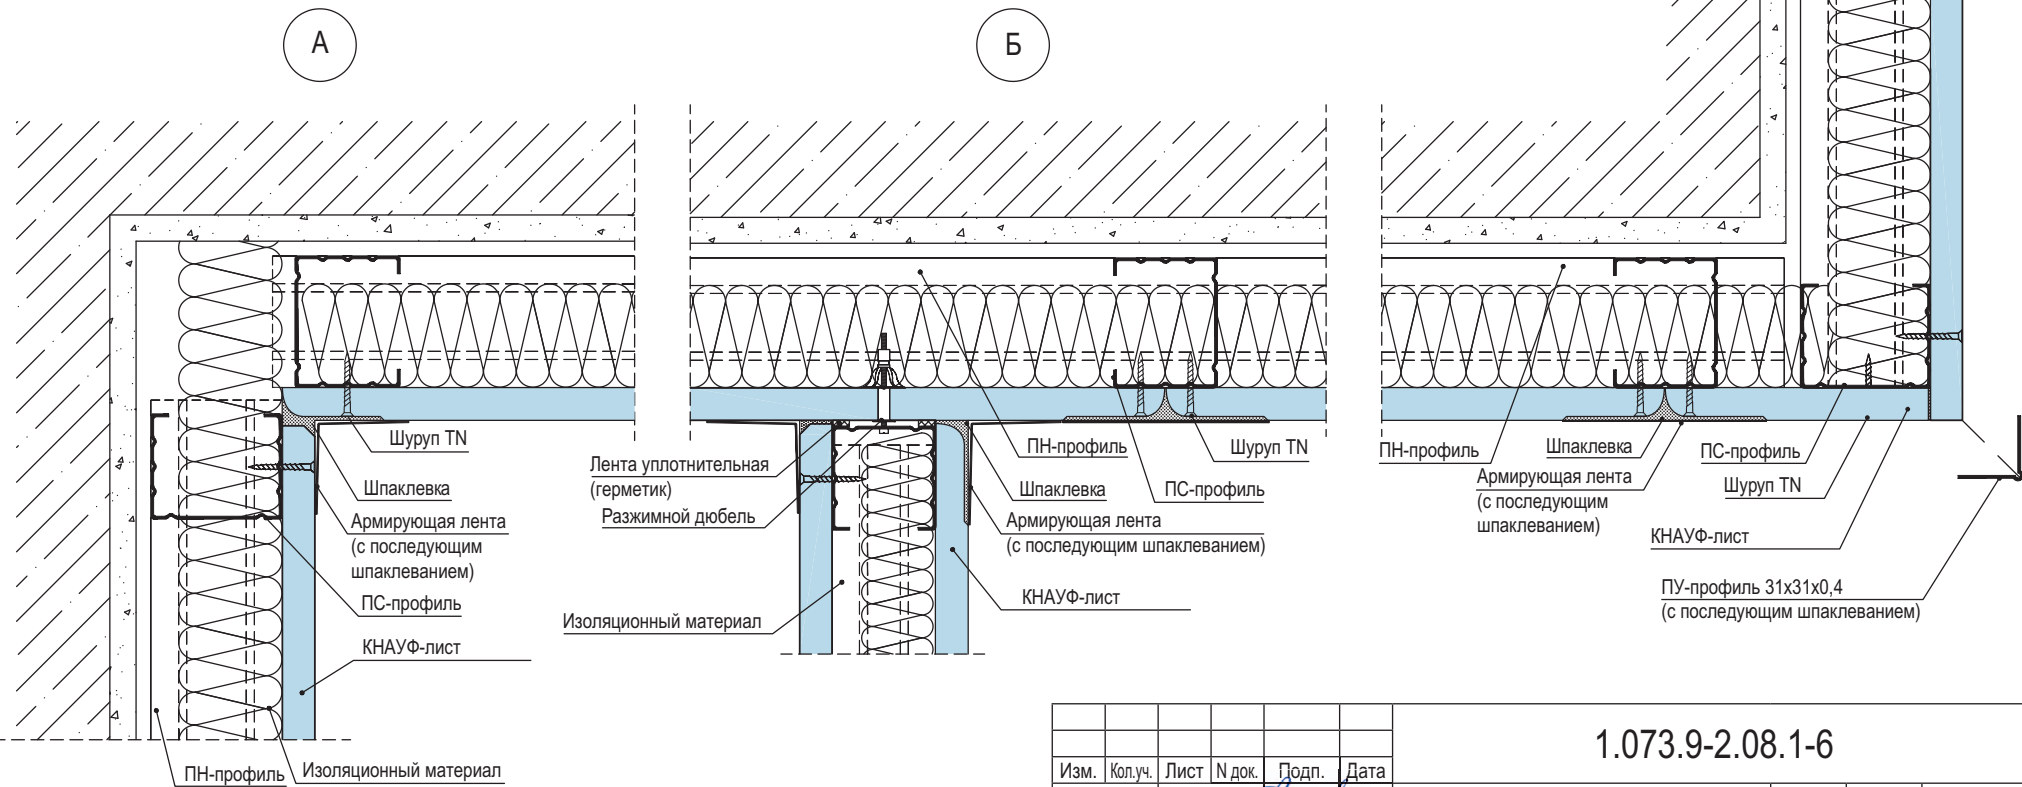 А
Б
Шуруп TN
Шпаклевка
Армирующая лента
(с последующим
шпаклеванием)
ПС-профиль
КНАУФ-лист
ПН-профиль
Изоляционный материал
Лента уплотнительная
(герметик)
Разжимной дюбель
Изоляционный материал
ПН-профиль
Шуруп TN
Шпаклевка
ПС-профиль
Армирующая лента
(с последующим шпаклеванием)
КНАУФ-лист
ПН-профиль
Шпаклевка
Армирующая лента
(с последующим
шпаклеванием)
ПС-профиль
Шуруп TN
КНАУФ-лист
ПУ-профиль 31х31х0,4
(с последующим шпаклеванием)
1.073.9-2.08.1-6
Изм. Кол.уч. Лист N док. Подп. Дата